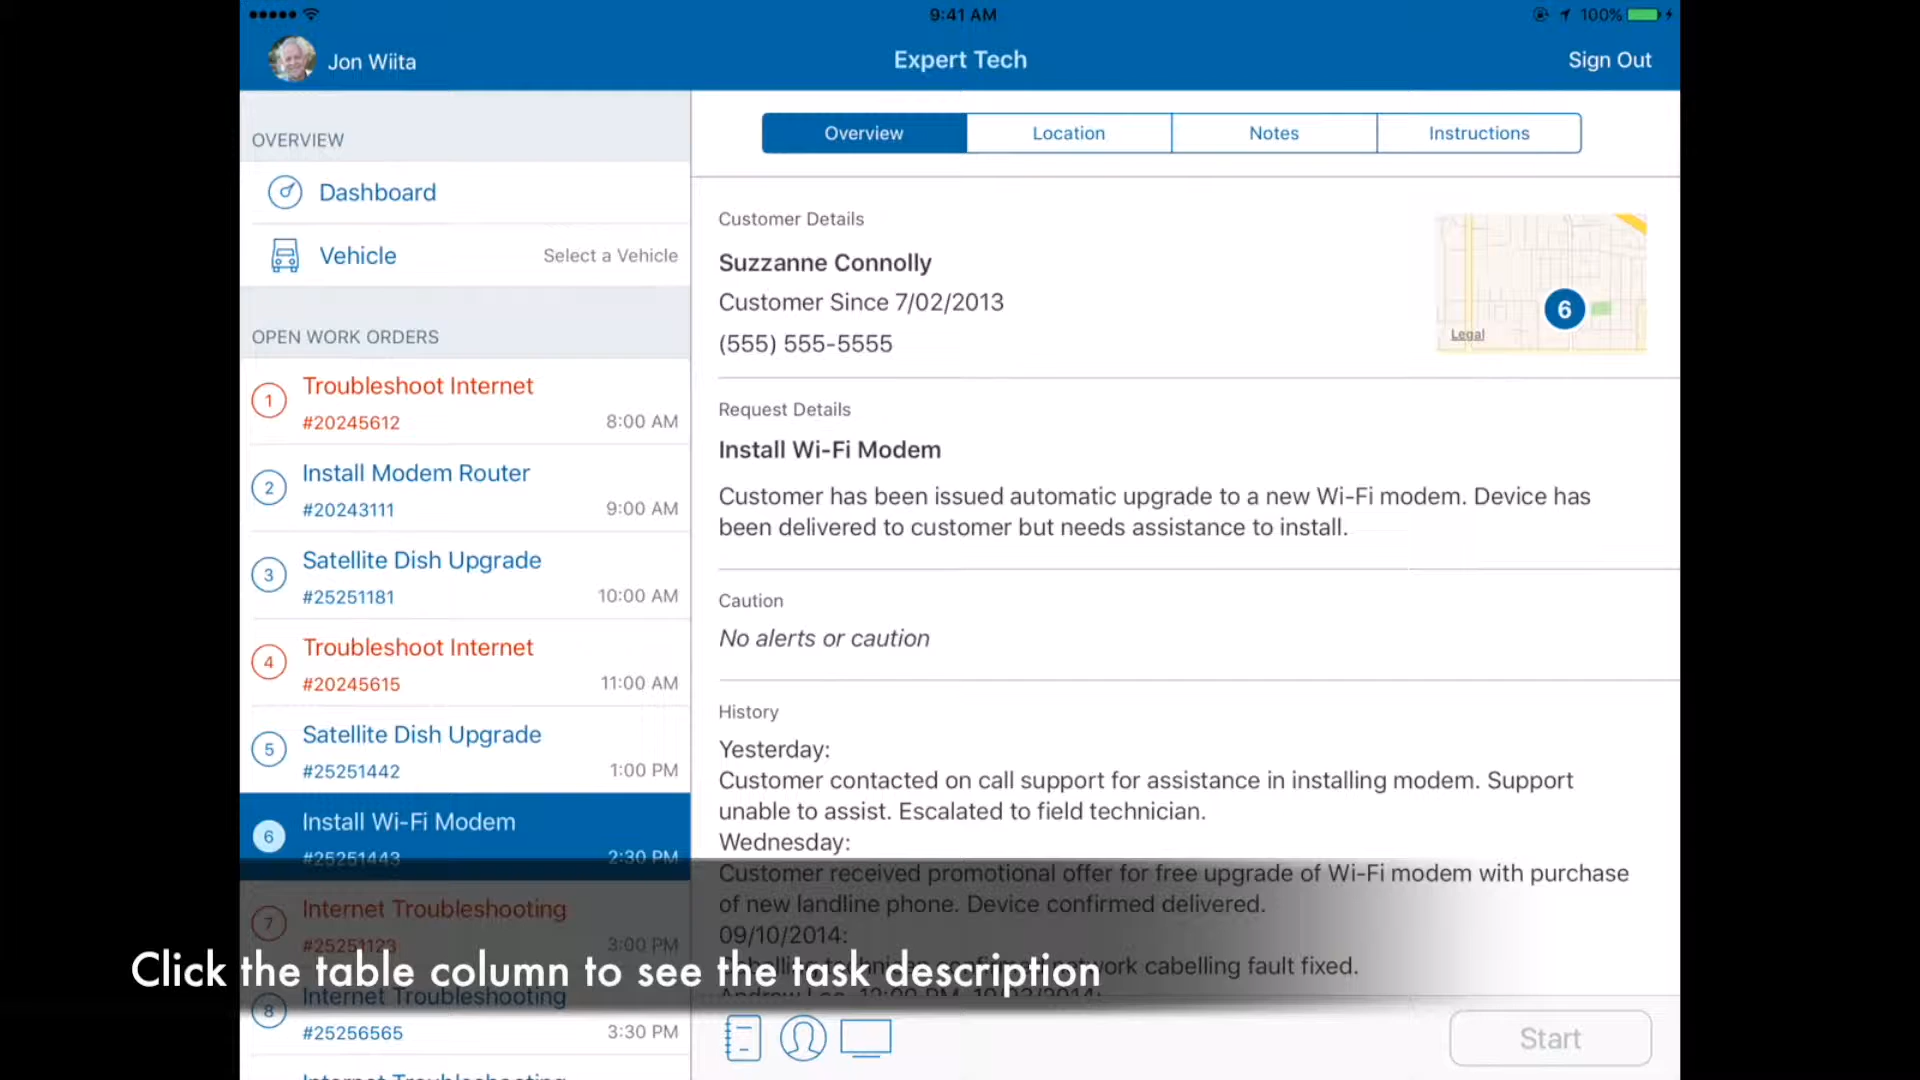 9:41 AM
100%
Jon Wiita
Expert Tech
Sign Out
OVERVIEW
Dashboard
Vehicle
Select a Vehicle
OPEN WORK ORDERS
1
Troubleshoot Internet
#20245612
8:00 AM
2
Install Modem Router
#20243111
9:00 AM
3
Satellite Dish Upgrade
#25251181
10:00 AM
4
Troubleshoot Internet
#20245615
11:00 AM
5
Satellite Dish Upgrade
#25251442
1:00 PM
6
Install Wi-Fi Modem
#25251443
2:30 PM
7
Internet Troubleshooting
#25251123
3:00 PM
8
Internet Troubleshooting
#25256565
3:30 PM
Internet Troubleshooting
Overview
Location
Notes
Instructions
Customer Details
Suzzanne Connolly
Customer Since 7/02/2013
(555) 555-5555
6
Legal
Request Details
Install Wi-Fi Modem
Customer has been issued automatic upgrade to a new Wi-Fi modem. Device has
been delivered to customer but needs assistance to install.
Caution
No alerts or caution
History
Yesterday:
Customer contacted on call support for assistance in installing modem. Support
unable to assist. Escalated to field technician.
Wednesday:
Customer received promotional offer for free upgrade of Wi-Fi modem with purchase
of new landline phone. Device confirmed delivered.
09/10/2014:
network cabelling fault fixed.
Click the table column to see the task description
Start